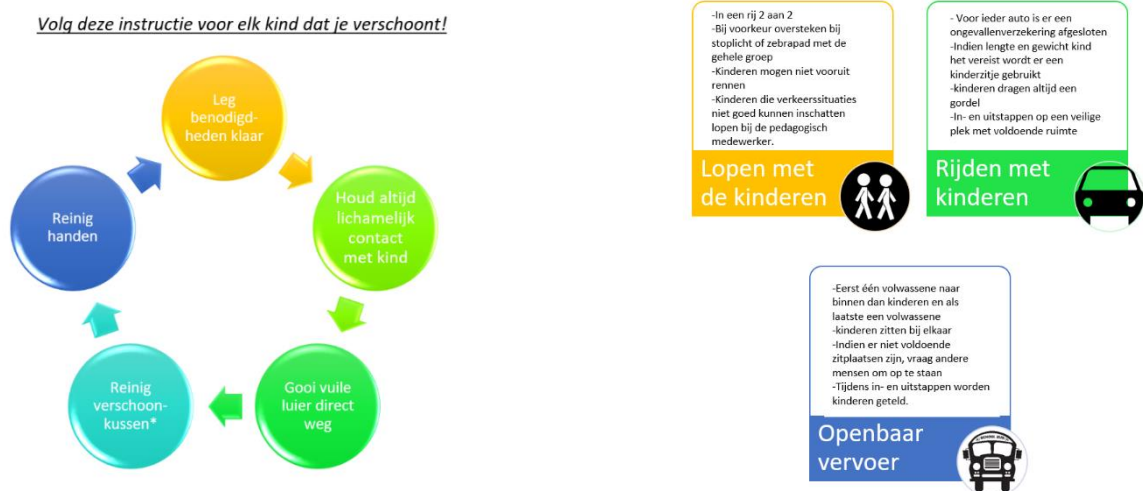 Volg deze instructie voor elk kind dat je verschoont!
Leg
benodigd-
heden klaar
Houd altijd
lichamelijk
contact
met kind
Gooi vuile
luier direct
weg
Reinig
verschoon-
kussen*
Reinig
handen
-In een rij 2 aan 2
-Bij voorkeur oversteken bij
stoplicht of zebrapad met de
gehele groep
-Kinderen mogen niet vooruit
rennen
-Kinderen die verkeerssituaties
niet goed kunnen inschatten
lopen bij de pedagogisch
medewerker.
Lopen met
de kinderen
- Voor ieder auto is er een
ongevallenverzekering afgesloten
-Indien lengte en gewicht kind
het vereist wordt er een
kinderzitje gebruikt
-kinderen dragen altijd een
gordel
-In- en uitstappen op een veilige
plek met voldoende ruimte
Rijden met
kinderen
-Eerst één volwassene naar
binnen dan kinderen en als
laatste een volwassene
-kinderen zitten bij elkaar
-Indien er niet voldoende
zitplaatsen zijn, vraag andere
mensen om op te staan
-Tijdens in- en uitstappen worden
kinderen geteld.
Openbaar
vervoer